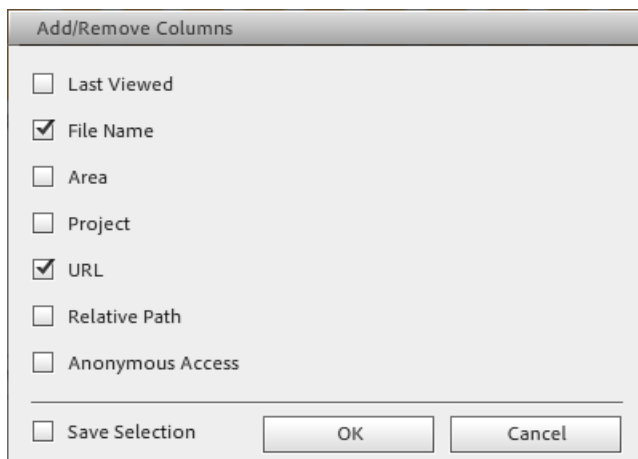 Add/Remove Columns
Last Viewed
File Name
Area
Project
URL
Relative Path
Anonymous Access
Save Selection OK Cancel